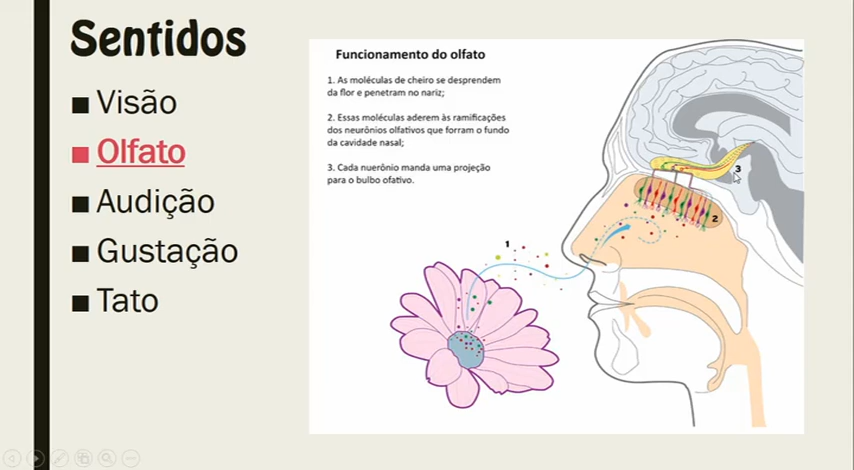 Sentidos
Visão
Olfato
Audição
Gustação
Tato
Funcionamento do olfato
1. As moléculas de cheiro se desprendem
da flor e penetram no nariz;
2. Essas moléculas aderem às ramificações
dos neurônios olfativos que forram o fundo
da cavidade nasal;
3. Cada nuerônio manda uma projeção
para o bulbo ofativo.
3
2
1